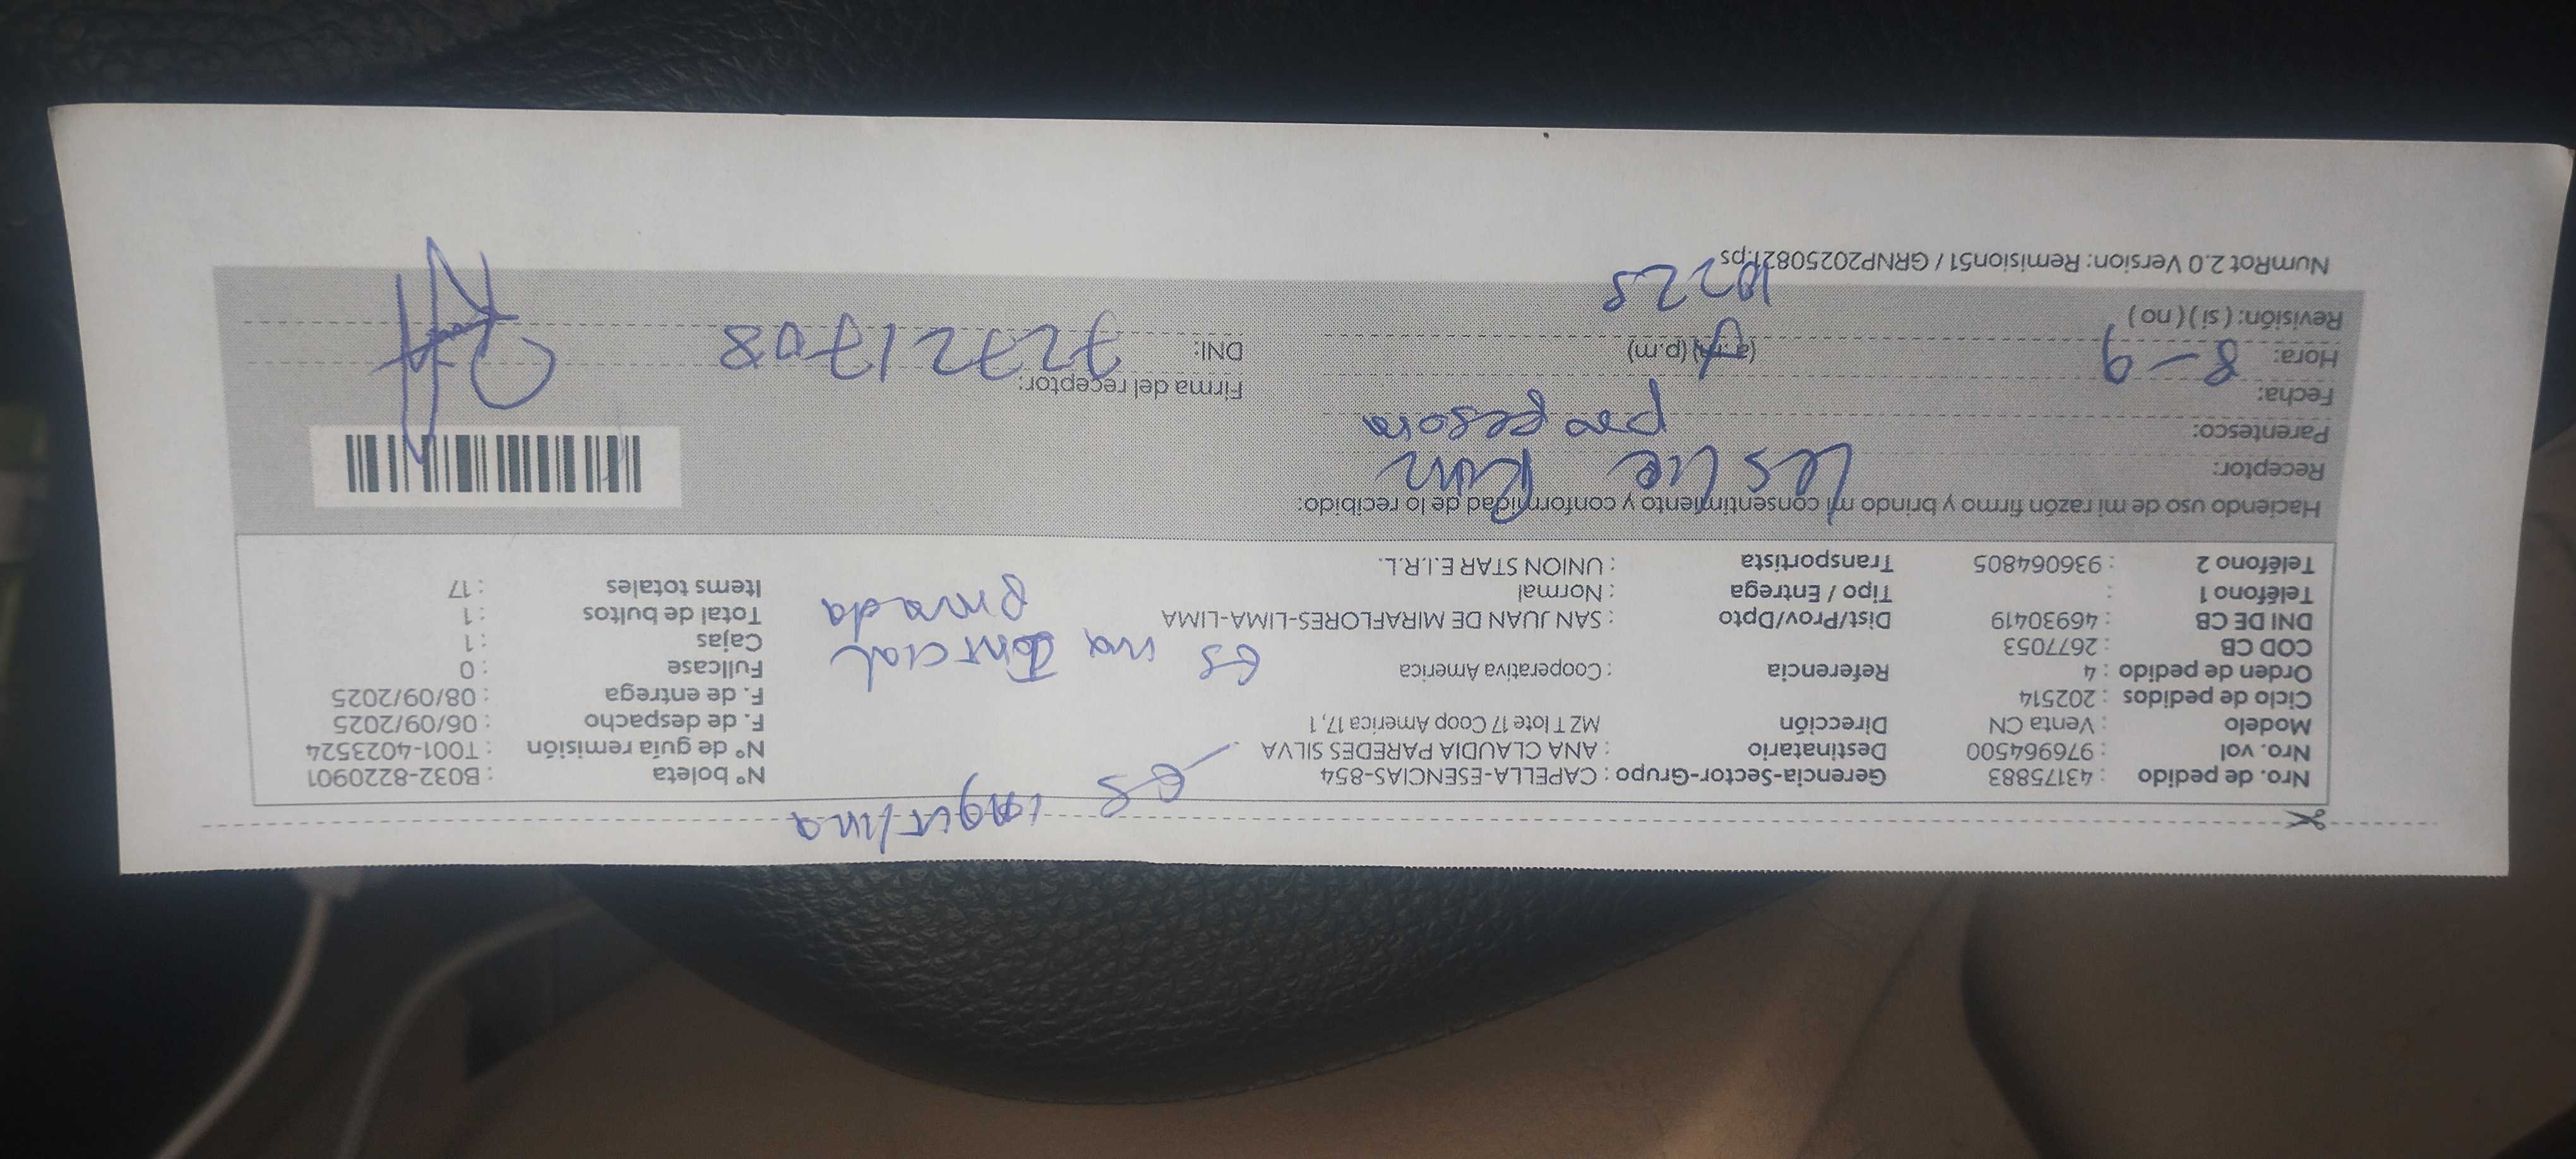 es inquilina
Nro. de pedido : 43175883 Gerencia-Sector-Grupo : CAPELLA-ESENCIAS-854 N° boleta : B032-8220901
Nro. vol : 976964500 Destinatario : ANA CLAUDIA PAREDES SILVA N° de guía remisión : T001-4023524
Modelo : Venta CN Dirección MZ T lote 17 Coop America 17, 1 F. de despacho : 06/09/2025
Ciclo de pedidos : 202514 F. de entrega : 08/09/2025
Orden de pedido : 4 Referencia : Cooperativa America Fullcase : 0
COD CB : 2677053 Cajas : 1
DNI DE CB : 46930419 Dist/Prov/Dpto : SAN JUAN DE MIRAFLORES-LIMA-LIMA Total de bultos : 1
Teléfono 1 : Tipo / Entrega : Normal Items totales : 17
Teléfono 2 : 936064805 Transportista : UNION STAR E.I.R.L.
es una
Haciendo uso de mi razón firmo y brindo mi consentimiento y conformidad de lo recibido:
Receptor: Leslie
Parentesco:
Fecha: 8-9
Firma del receptor:
Hora: (a.m) (p.m)
DNI: 72721708
Revisión: ( si ) ( no )
NumRot 2.0 Version: Remision51 / GRNP20250821.ps